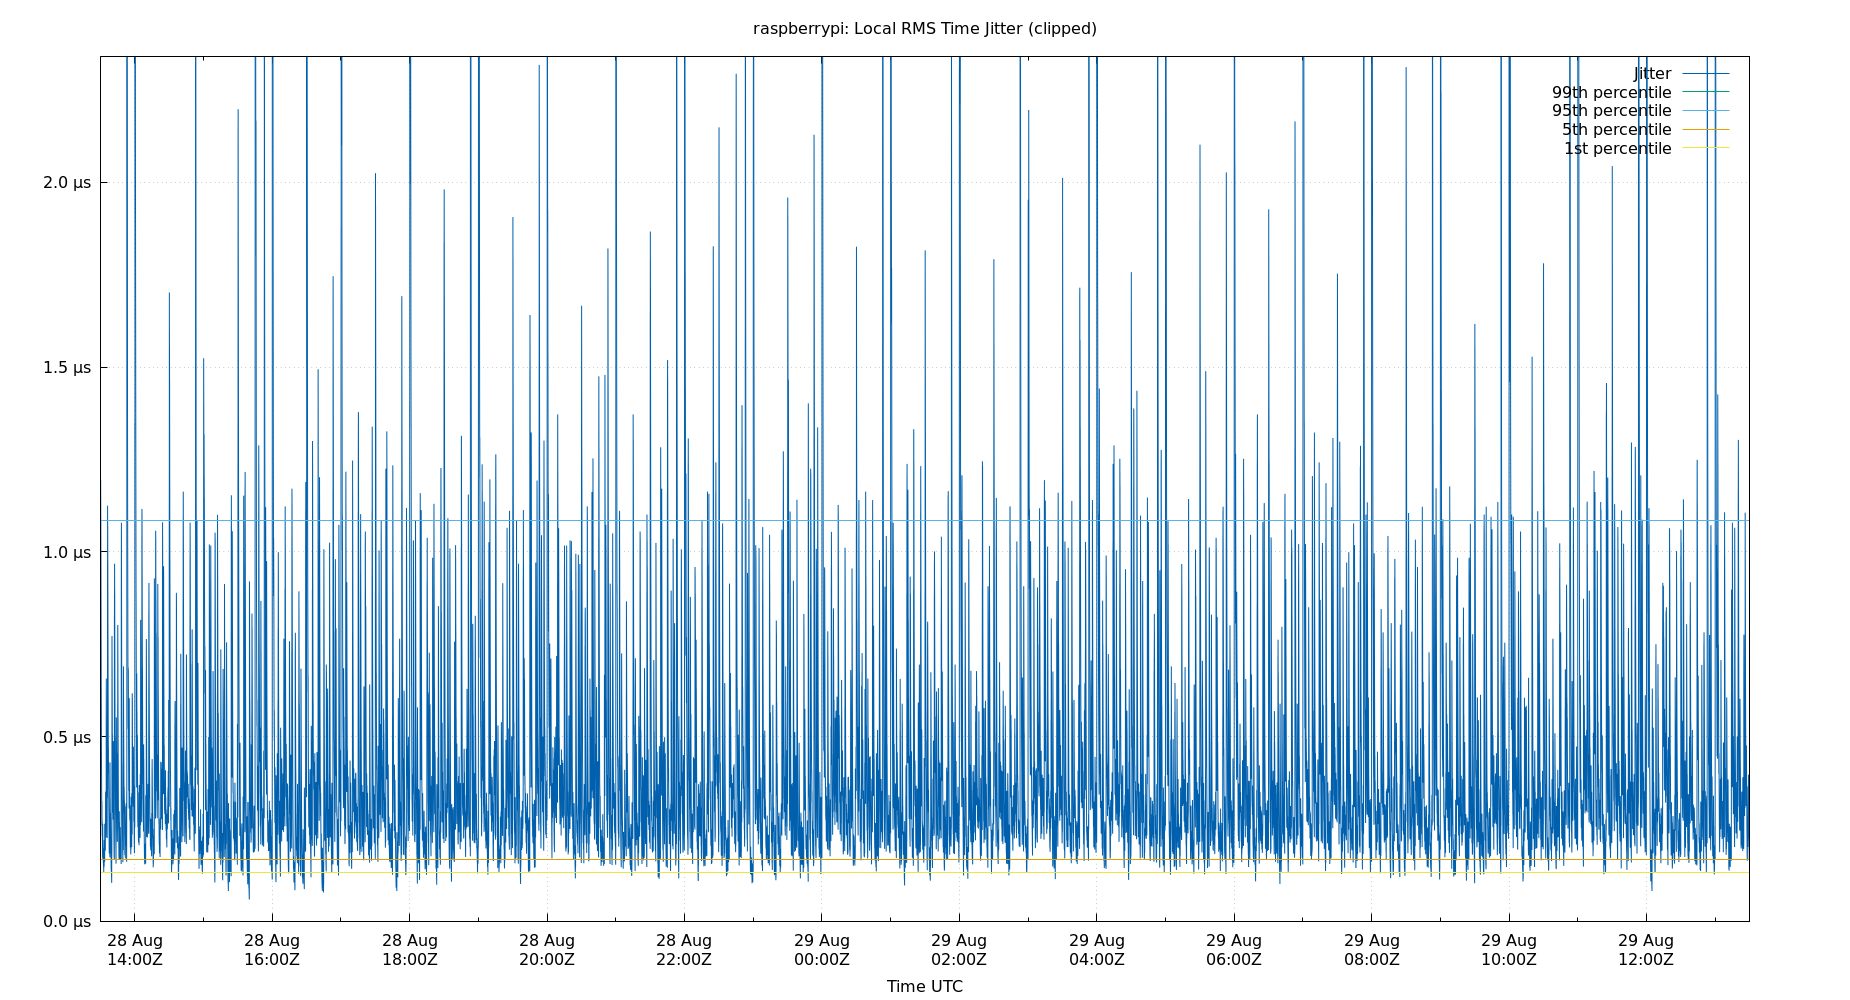 raspberrypi: Local RMS Time Jitter (clipped)
Jitter
99th percentile
95th percentile
5th percentile
1st percentile
2.0 µs
1.5 µs
1.0 µs
0.5 µs
0.0 µs
28 Aug 28 Aug 28 Aug 28 Aug 28 Aug 29 Aug 29 Aug 29 Aug 29 Aug 29 Aug 29 Aug 29 Aug
14:00Z 16:00Z 18:00Z 20:00Z 22:00Z 00:00Z 02:00Z 04:00Z 06:00Z 08:00Z 10:00Z 12:00Z
Time UTC